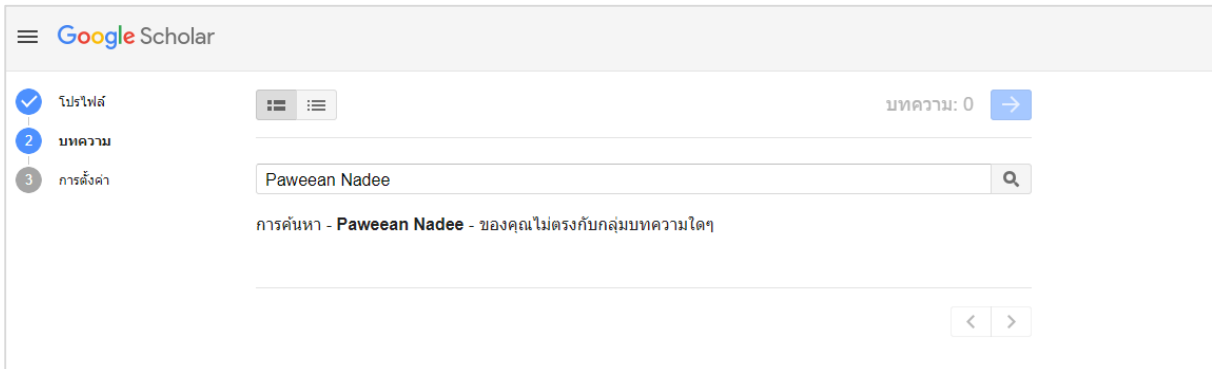 Google Scholar
โปรไฟล์
บทความ: 0
2 บทความ
Paweean Nadee
3 การตั้งค่า
การค้นหา - Paweean Nadee - ของคุณไม่ตรงกับกลุ่มบทความใดๆ